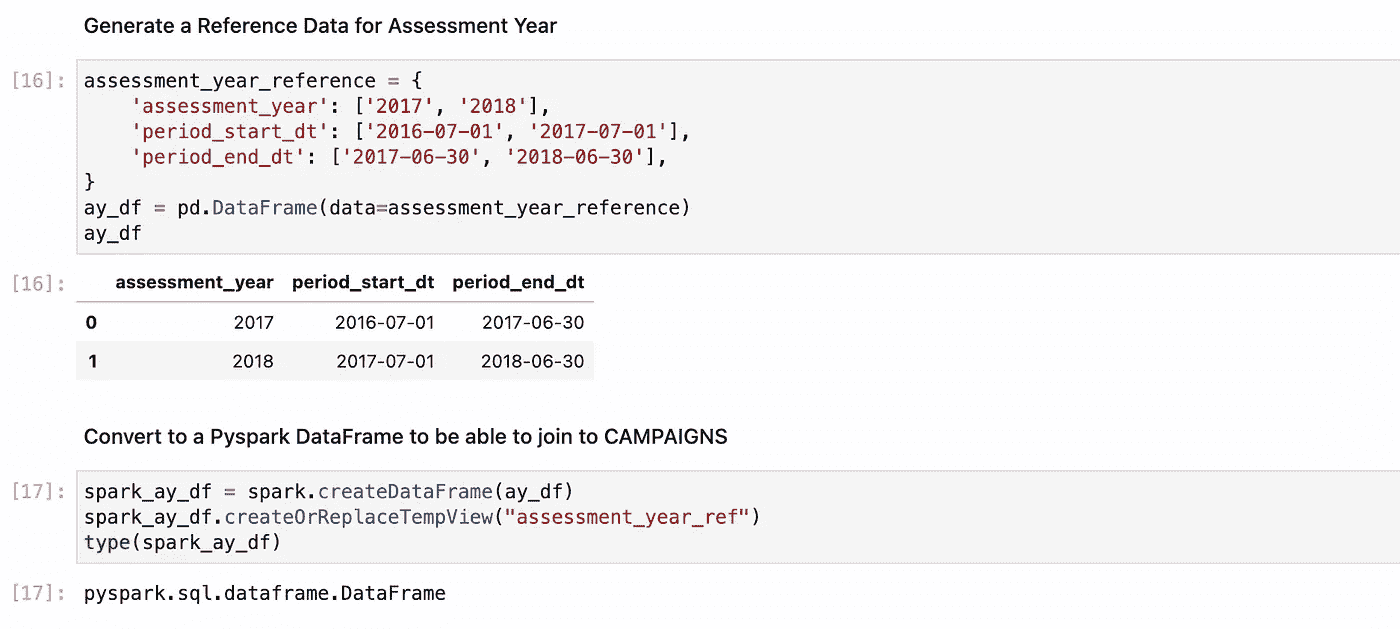 Generate a Reference Data for Assessment Year
[16]: assessment_year_reference = {
    'assessment_year': ['2017', '2018'],
    'period_start_dt': ['2016-07-01', '2017-07-01'],
    'period_end_dt': ['2017-06-30', '2018-06-30'],
}
ay_df = pd.DataFrame(data=assessment_year_reference)
ay_df
[16]: assessment_year period_start_dt period_end_dt
0 2017 2016-07-01 2017-06-30
1 2018 2017-07-01 2018-06-30
Convert to a Pyspark DataFrame to be able to join to CAMPAIGNS
[17]: spark_ay_df = spark.createDataFrame(ay_df)
spark_ay_df.createOrReplaceTempView("assessment_year_ref")
type(spark_ay_df)
[17]: pyspark.sql.dataframe.DataFrame